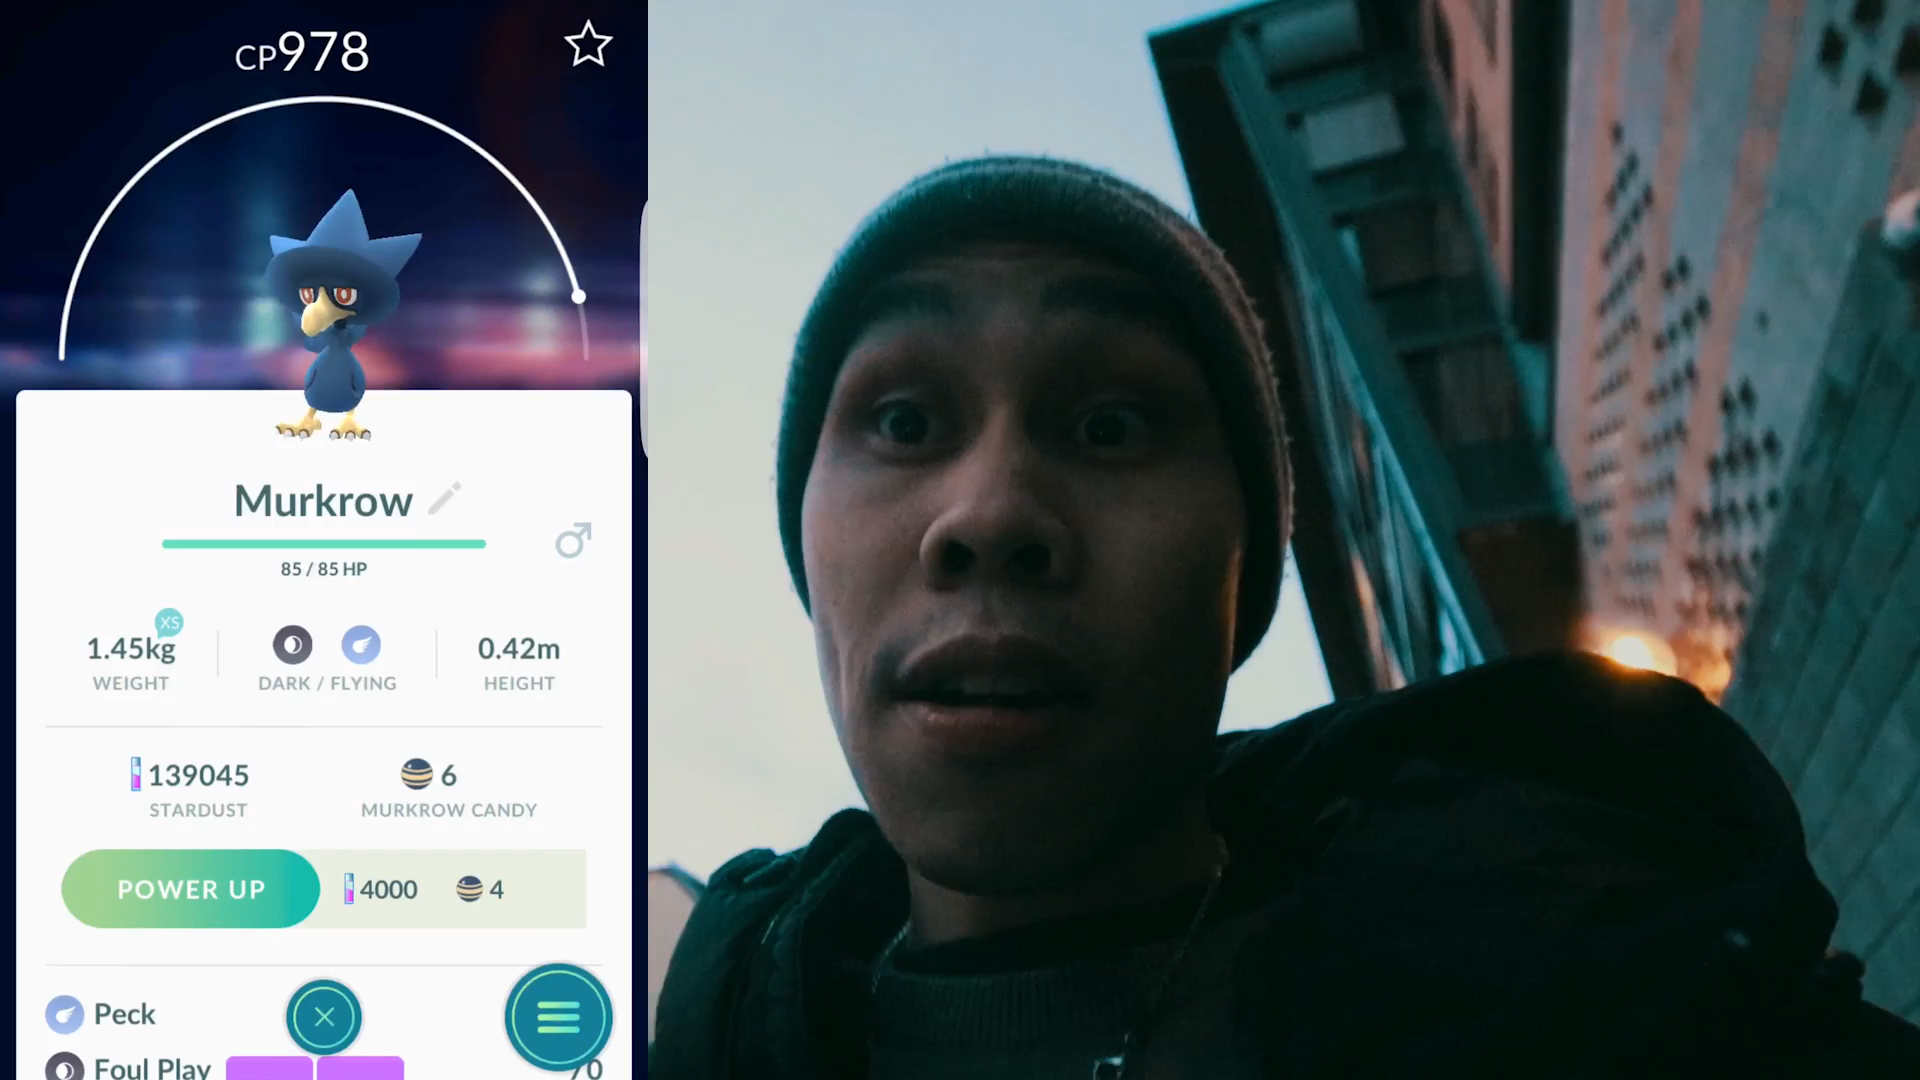 CP978
Murkrow
85 / 85 HP
XS
1.45kg
WEIGHT
DARK / FLYING
0.42m
HEIGHT
139045
STARDUST
6
MURKROW CANDY
POWER UP
4000
4
Peck
Foul Play
70